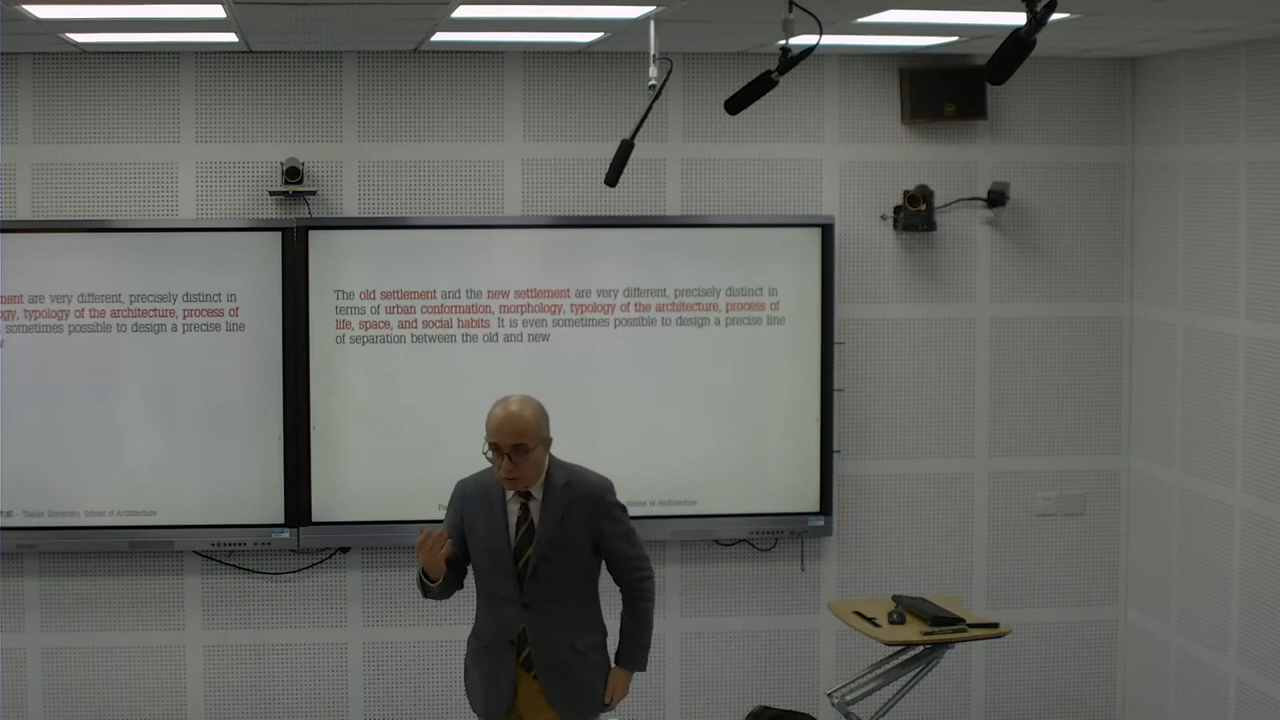 ment are very different, precisely distinct in
ogy, typology of the architecture, process of
sometimes possible to design a precise line
The old settlement and the new settlement are very different, precisely distinct in
terms of urban conformation, morphology, typology of the architecture, process of
life, space, and social habits. It is even sometimes possible to design a precise line
of separation between the old and new
– Tianjin University, School of Architecture
of Architecture